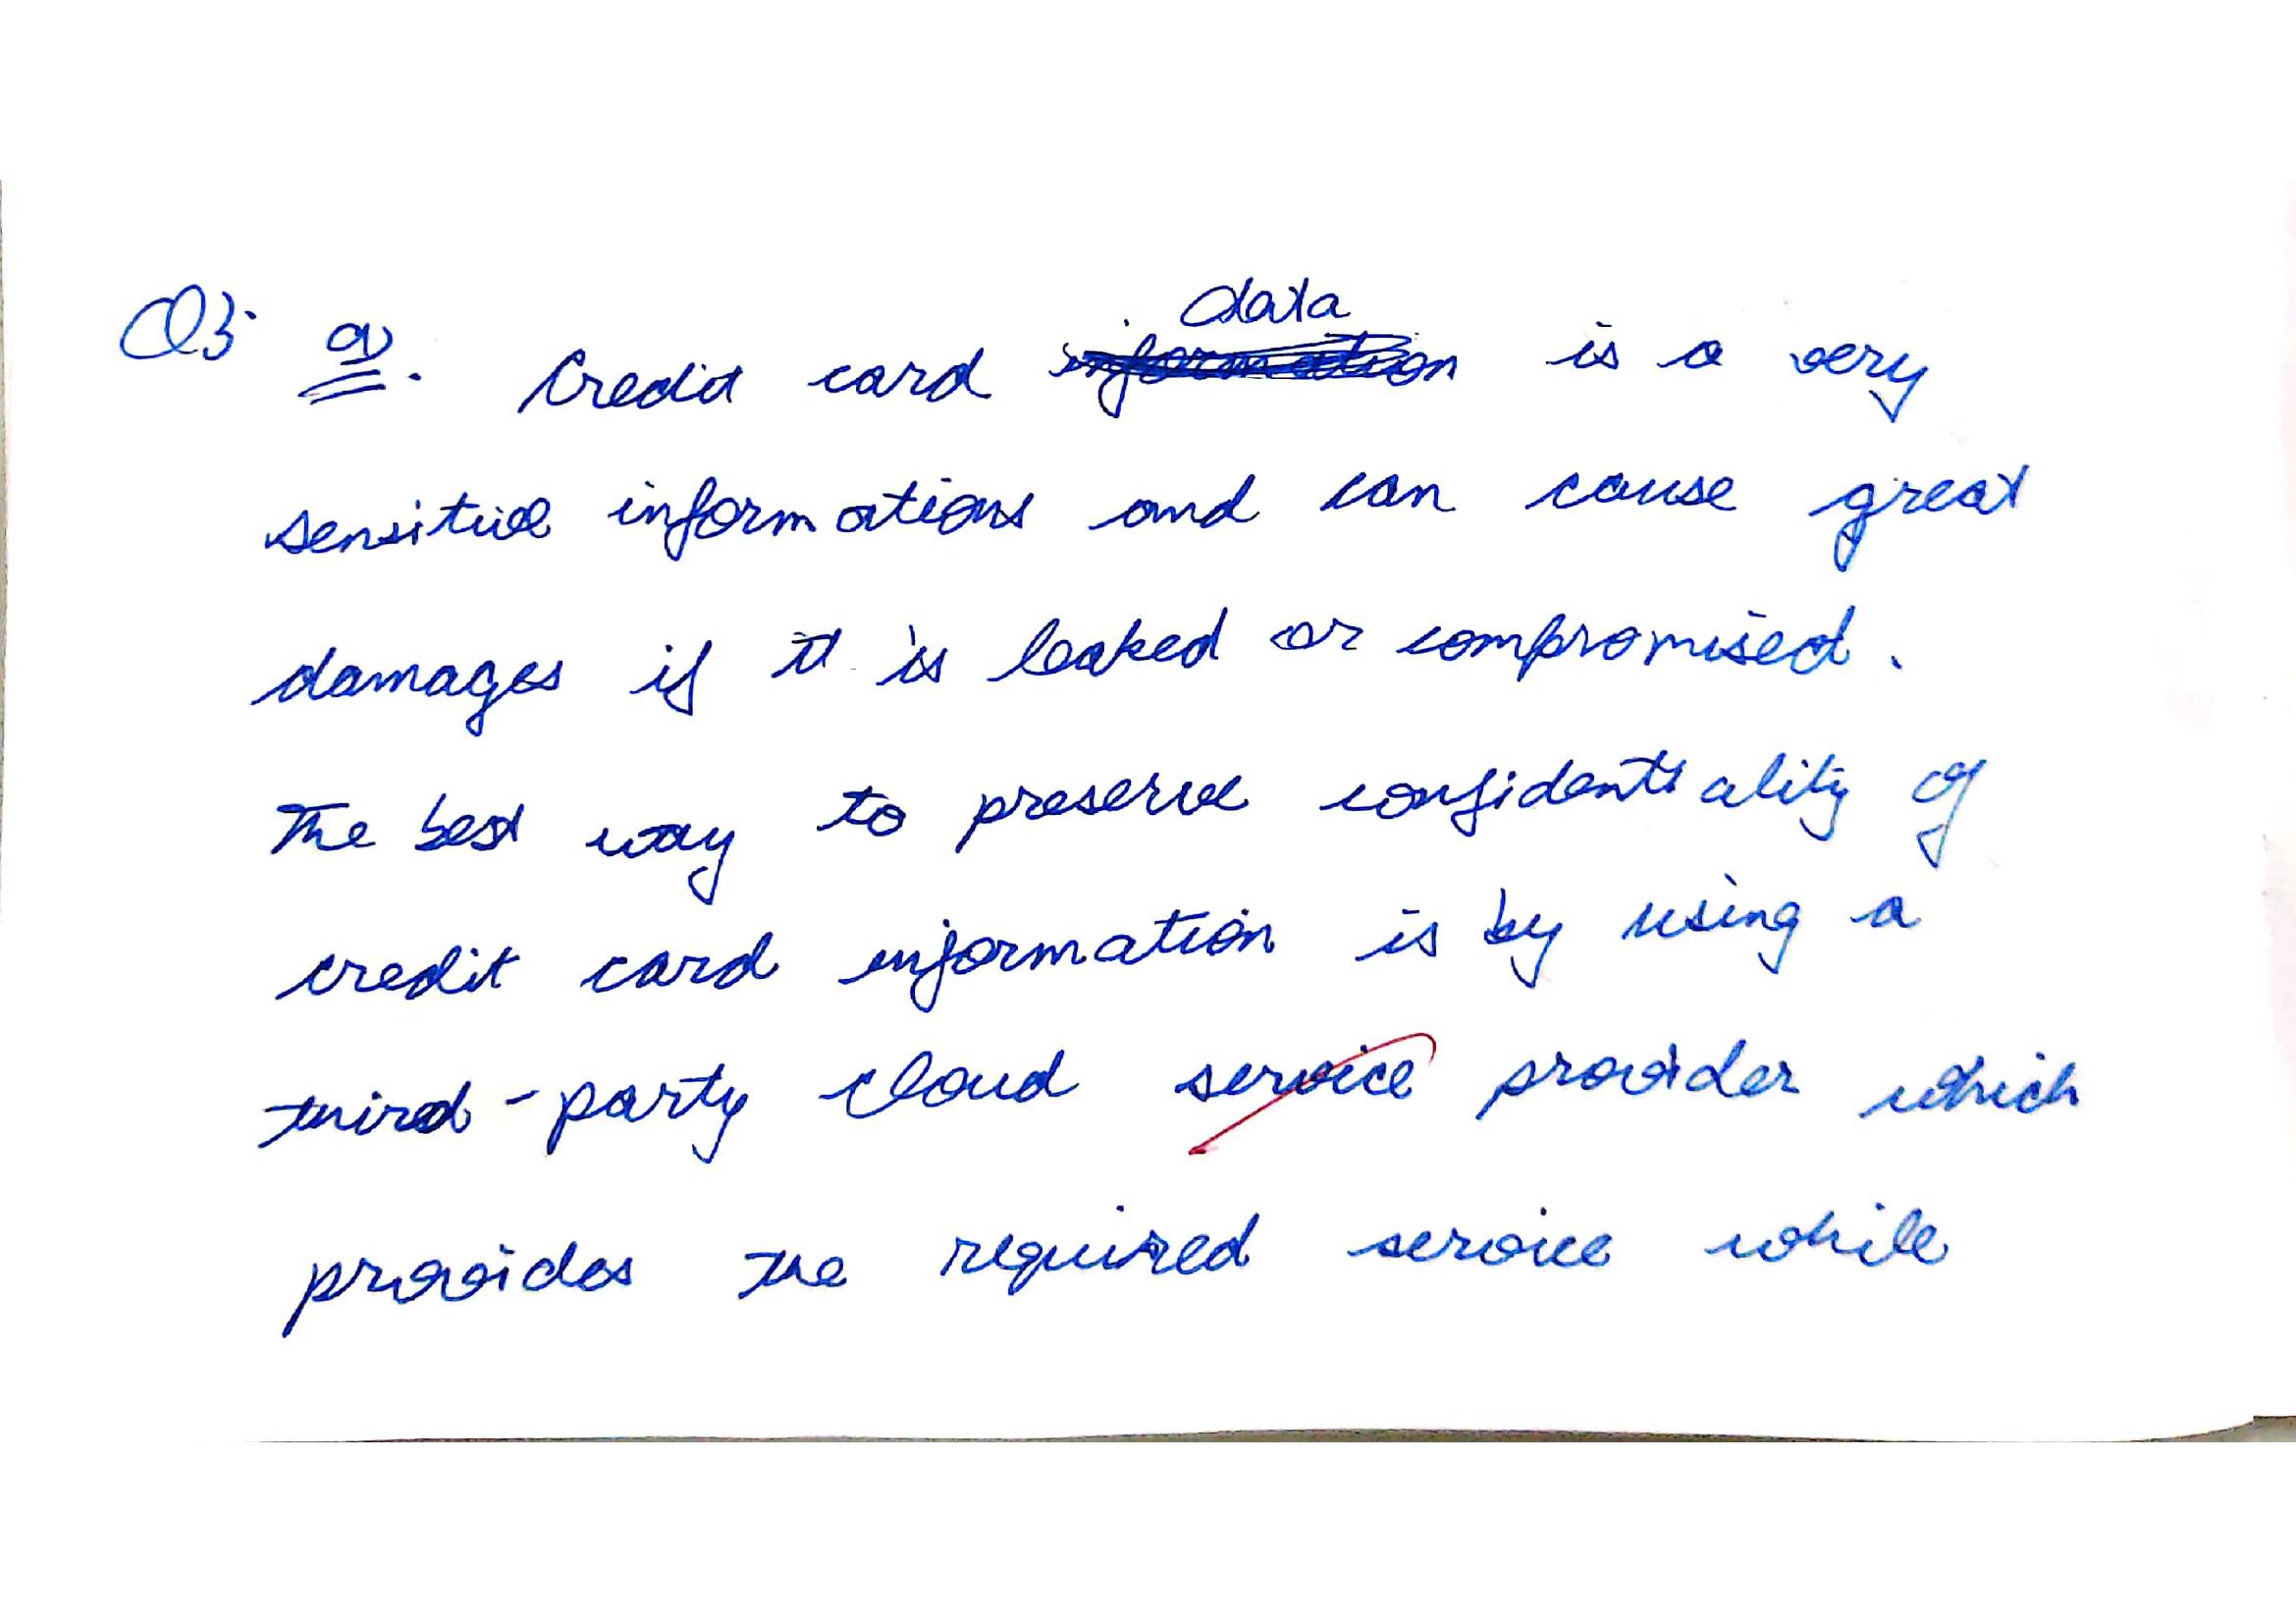 Q3 a. Credit card data is a very
sensitive informations and can cause great
damages if it is leaked or compromised.
The best way to preserve confidentiality of
credit card information is by using a
third-party cloud service provider which
provides the required service while